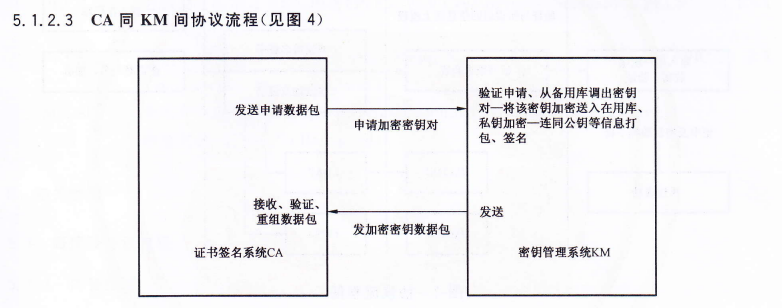 5.1.2.3 CA 同 KM 间协议流程(见图 4)
发送申请数据包
申请加密密钥对
验证申请、从备用库调出密钥
对—将该密钥加密送入在用库、
私钥加密—连同公钥等信息打
包、签名
接收、验证、
重组数据包
发加密密钥数据包
发送
证书签名系统CA
密钥管理系统KM